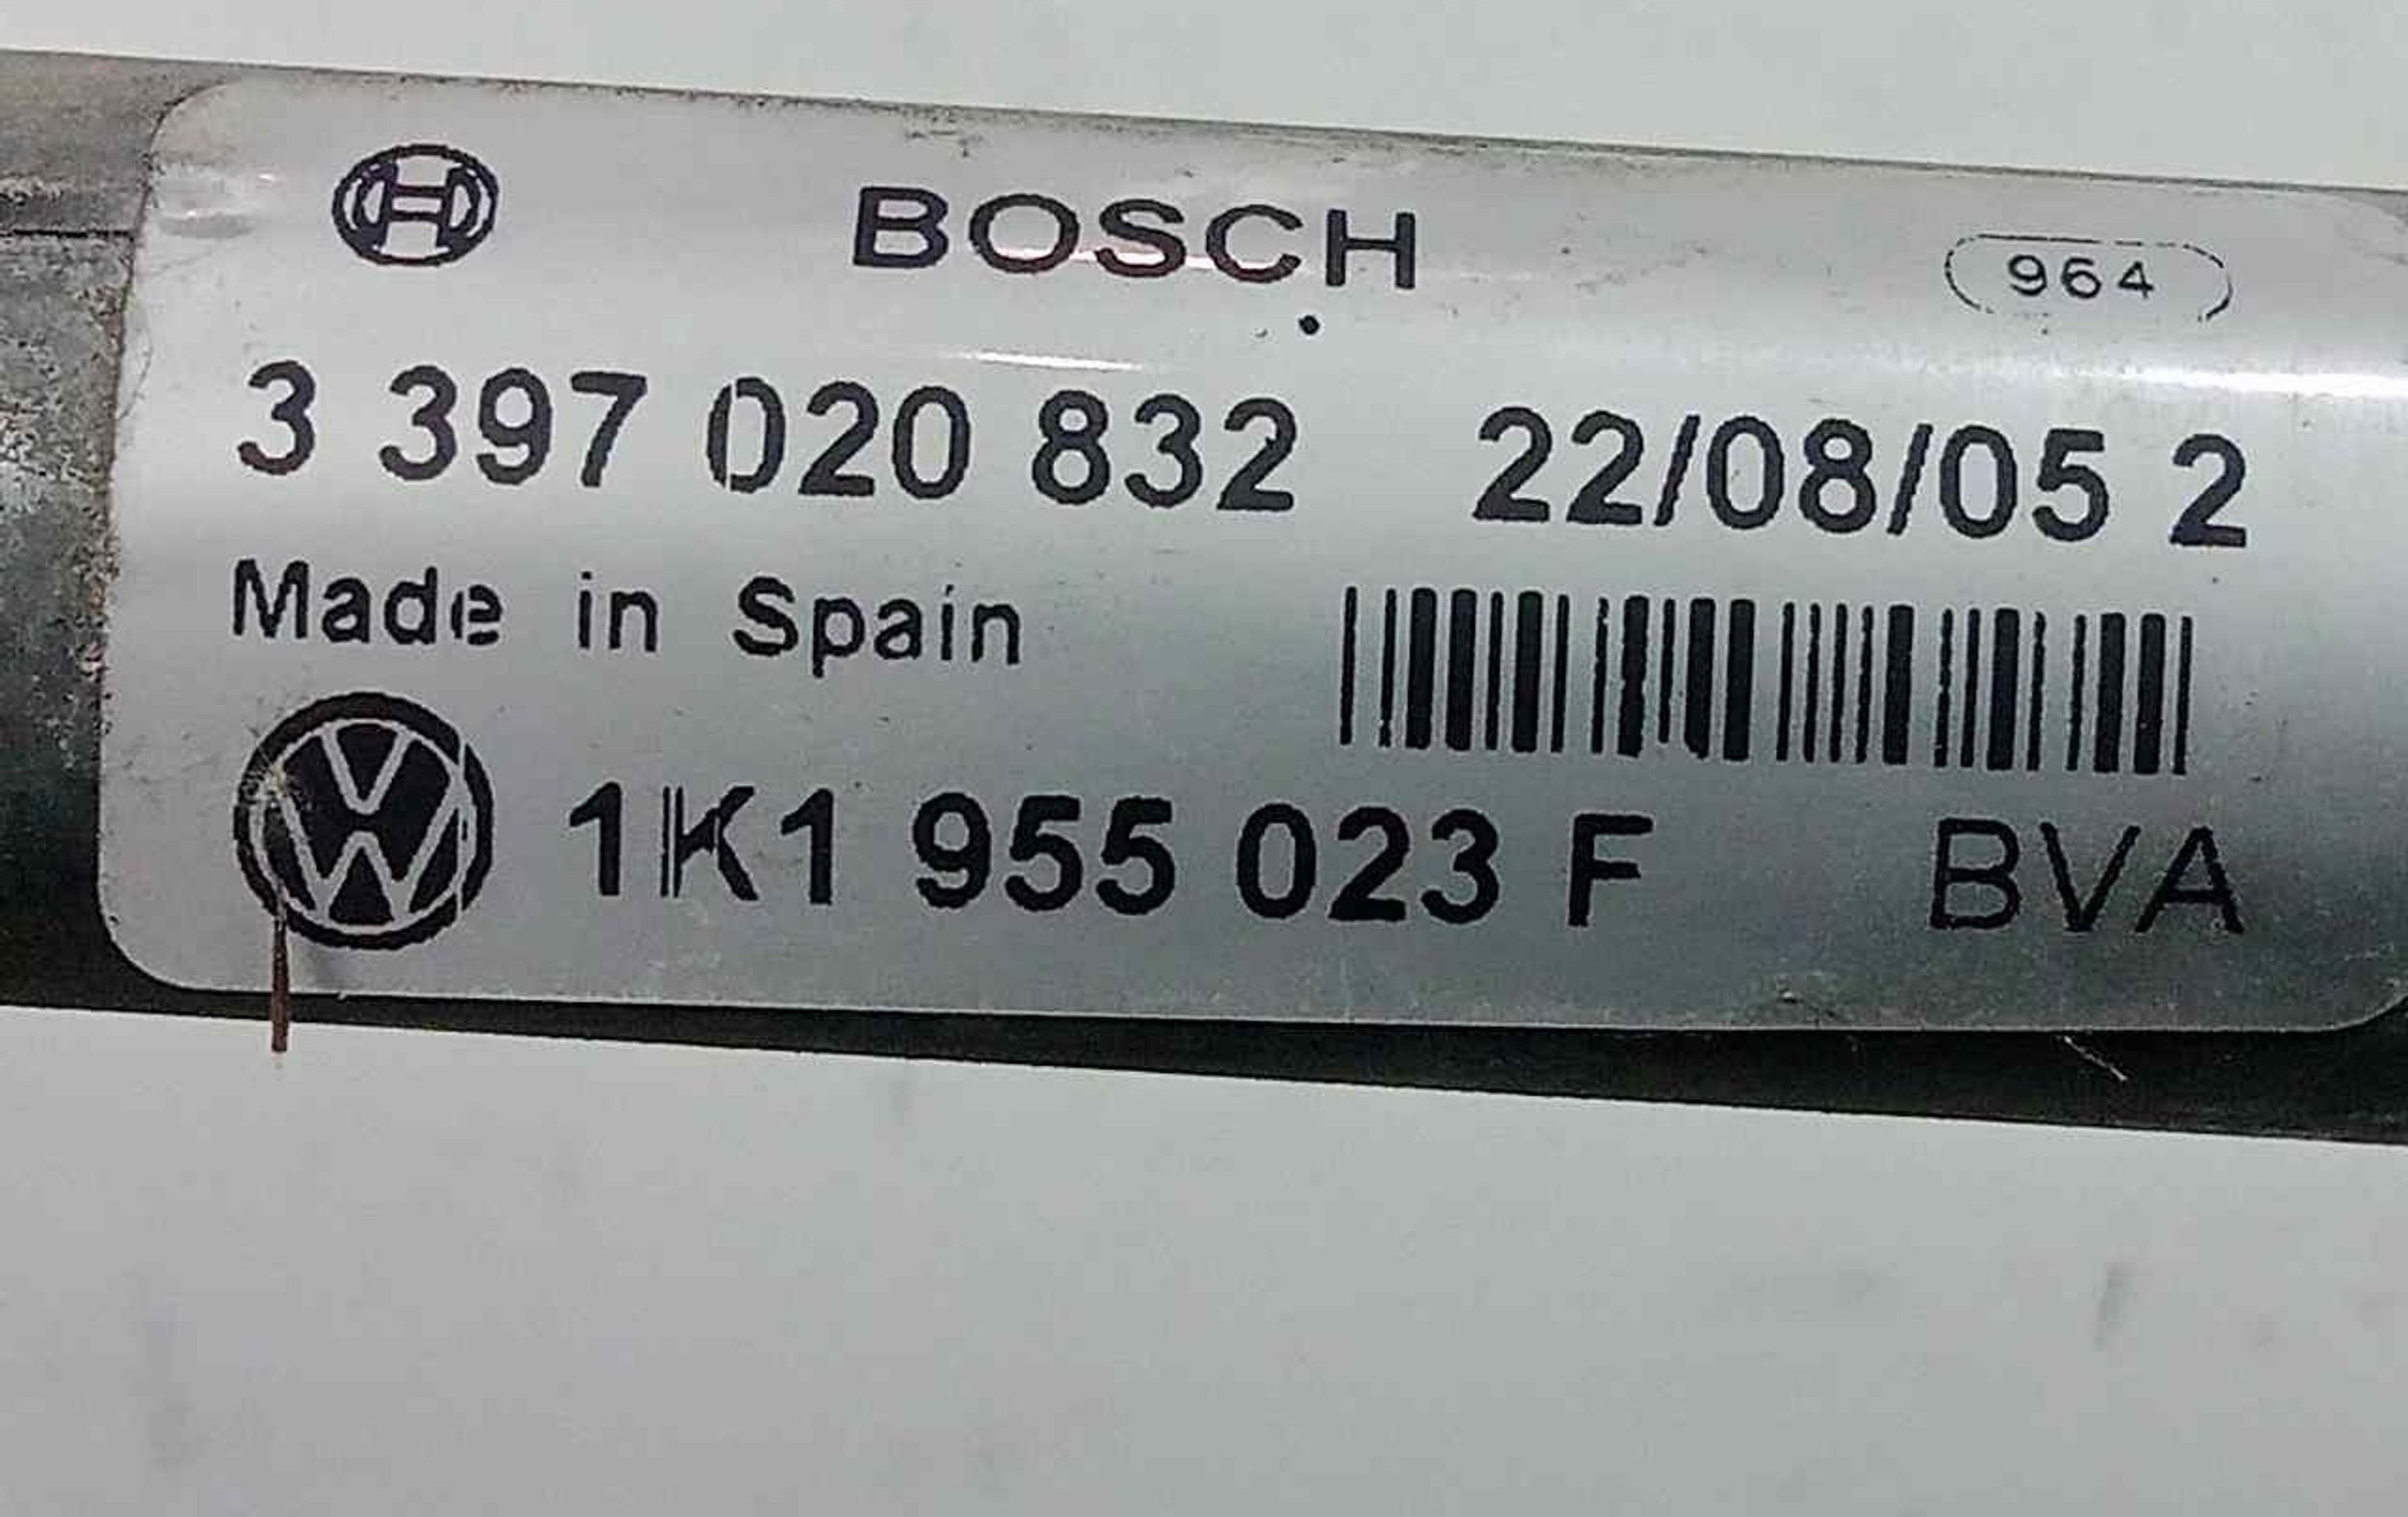 BOSCH 964
3 397 020 832 22/08/05 2
Made in Spain
1K1 955 023 F BVA